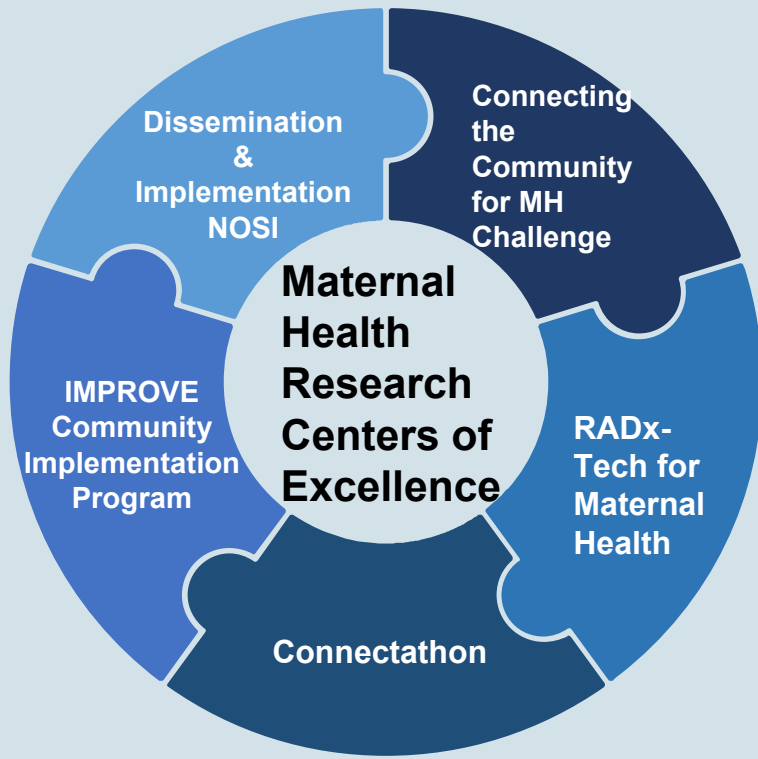 Dissemination
&
Implementation
NOSI
Connecting
the
Community
for MH
Challenge
Maternal
Health
Research
Centers of
Excellence
IMPROVE
Community
Implementation
Program
RADx-
Tech for
Maternal
Health
Connectathon